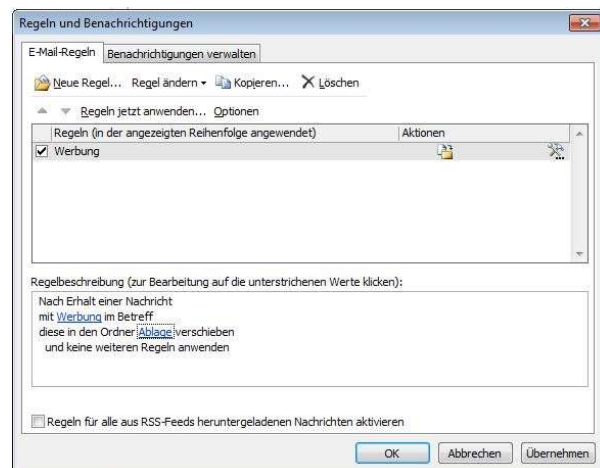 Regeln und Benachrichtigungen
E-Mail-Regeln Benachrichtigungen verwalten
Neue Regel... Regel ändern Kopieren... Löschen
Regeln jetzt anwenden... Optionen
Regeln (in der angezeigten Reihenfolge angewendet) Aktionen
Werbung
Regelbeschreibung (zur Bearbeitung auf die unterstrichenen Werte klicken):
Nach Erhalt einer Nachricht
mit Werbung im Betreff
diese in den Ordner Ablage verschieben
und keine weiteren Regeln anwenden
Regeln für alle aus RSS-Feeds heruntergeladenen Nachrichten aktivieren
OK Abbrechen Übernehmen